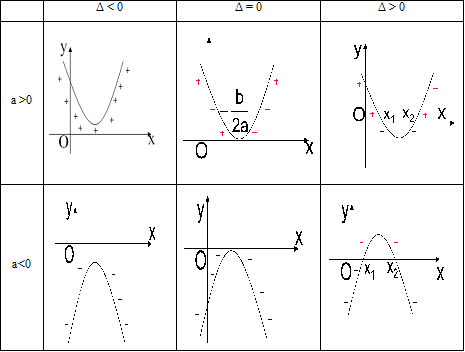 Δ < 0 Δ = 0 Δ > 0
a >0
y
O x
-b/2a
O x
y
O x₁ x₂ x
a<0
y
O x
y
O x
y
O x₁ x₂ x